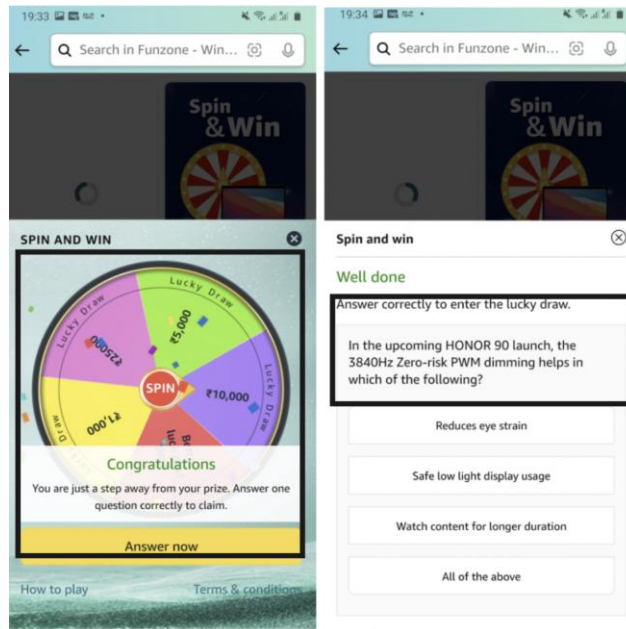 19:33
Search in Funzone - Win...
Spin
& Win
SPIN AND WIN
Lucky Draw
Lucky Draw
Lucky Draw
Draw
₹25000
₹5,000
₹10,000
₹1,000
SPIN
Congratulations
You are just a step away from your prize. Answer one
question correctly to claim.
Answer now
How to play
Terms & conditions
19:34
Search in Funzone - Win...
Spin
& Win
Spin and win
Well done
Answer correctly to enter the lucky draw.
In the upcoming HONOR 90 launch, the
3840Hz Zero-risk PWM dimming helps in
which of the following?
Reduces eye strain
Safe low light display usage
Watch content for longer duration
All of the above